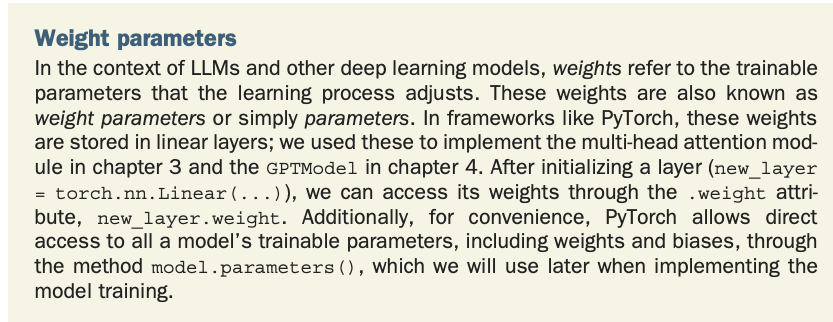 Weight parameters
In the context of LLMs and other deep learning models, weights refer to the trainable
parameters that the learning process adjusts. These weights are also known as
weight parameters or simply parameters. In frameworks like PyTorch, these weights
are stored in linear layers; we used these to implement the multi-head attention mod-
ule in chapter 3 and the GPTModel in chapter 4. After initializing a layer (new_layer
= torch.nn.Linear(...)), we can access its weights through the .weight attri-
bute, new_layer.weight. Additionally, for convenience, PyTorch allows direct
access to all a model's trainable parameters, including weights and biases, through
the method model.parameters(), which we will use later when implementing the
model training.